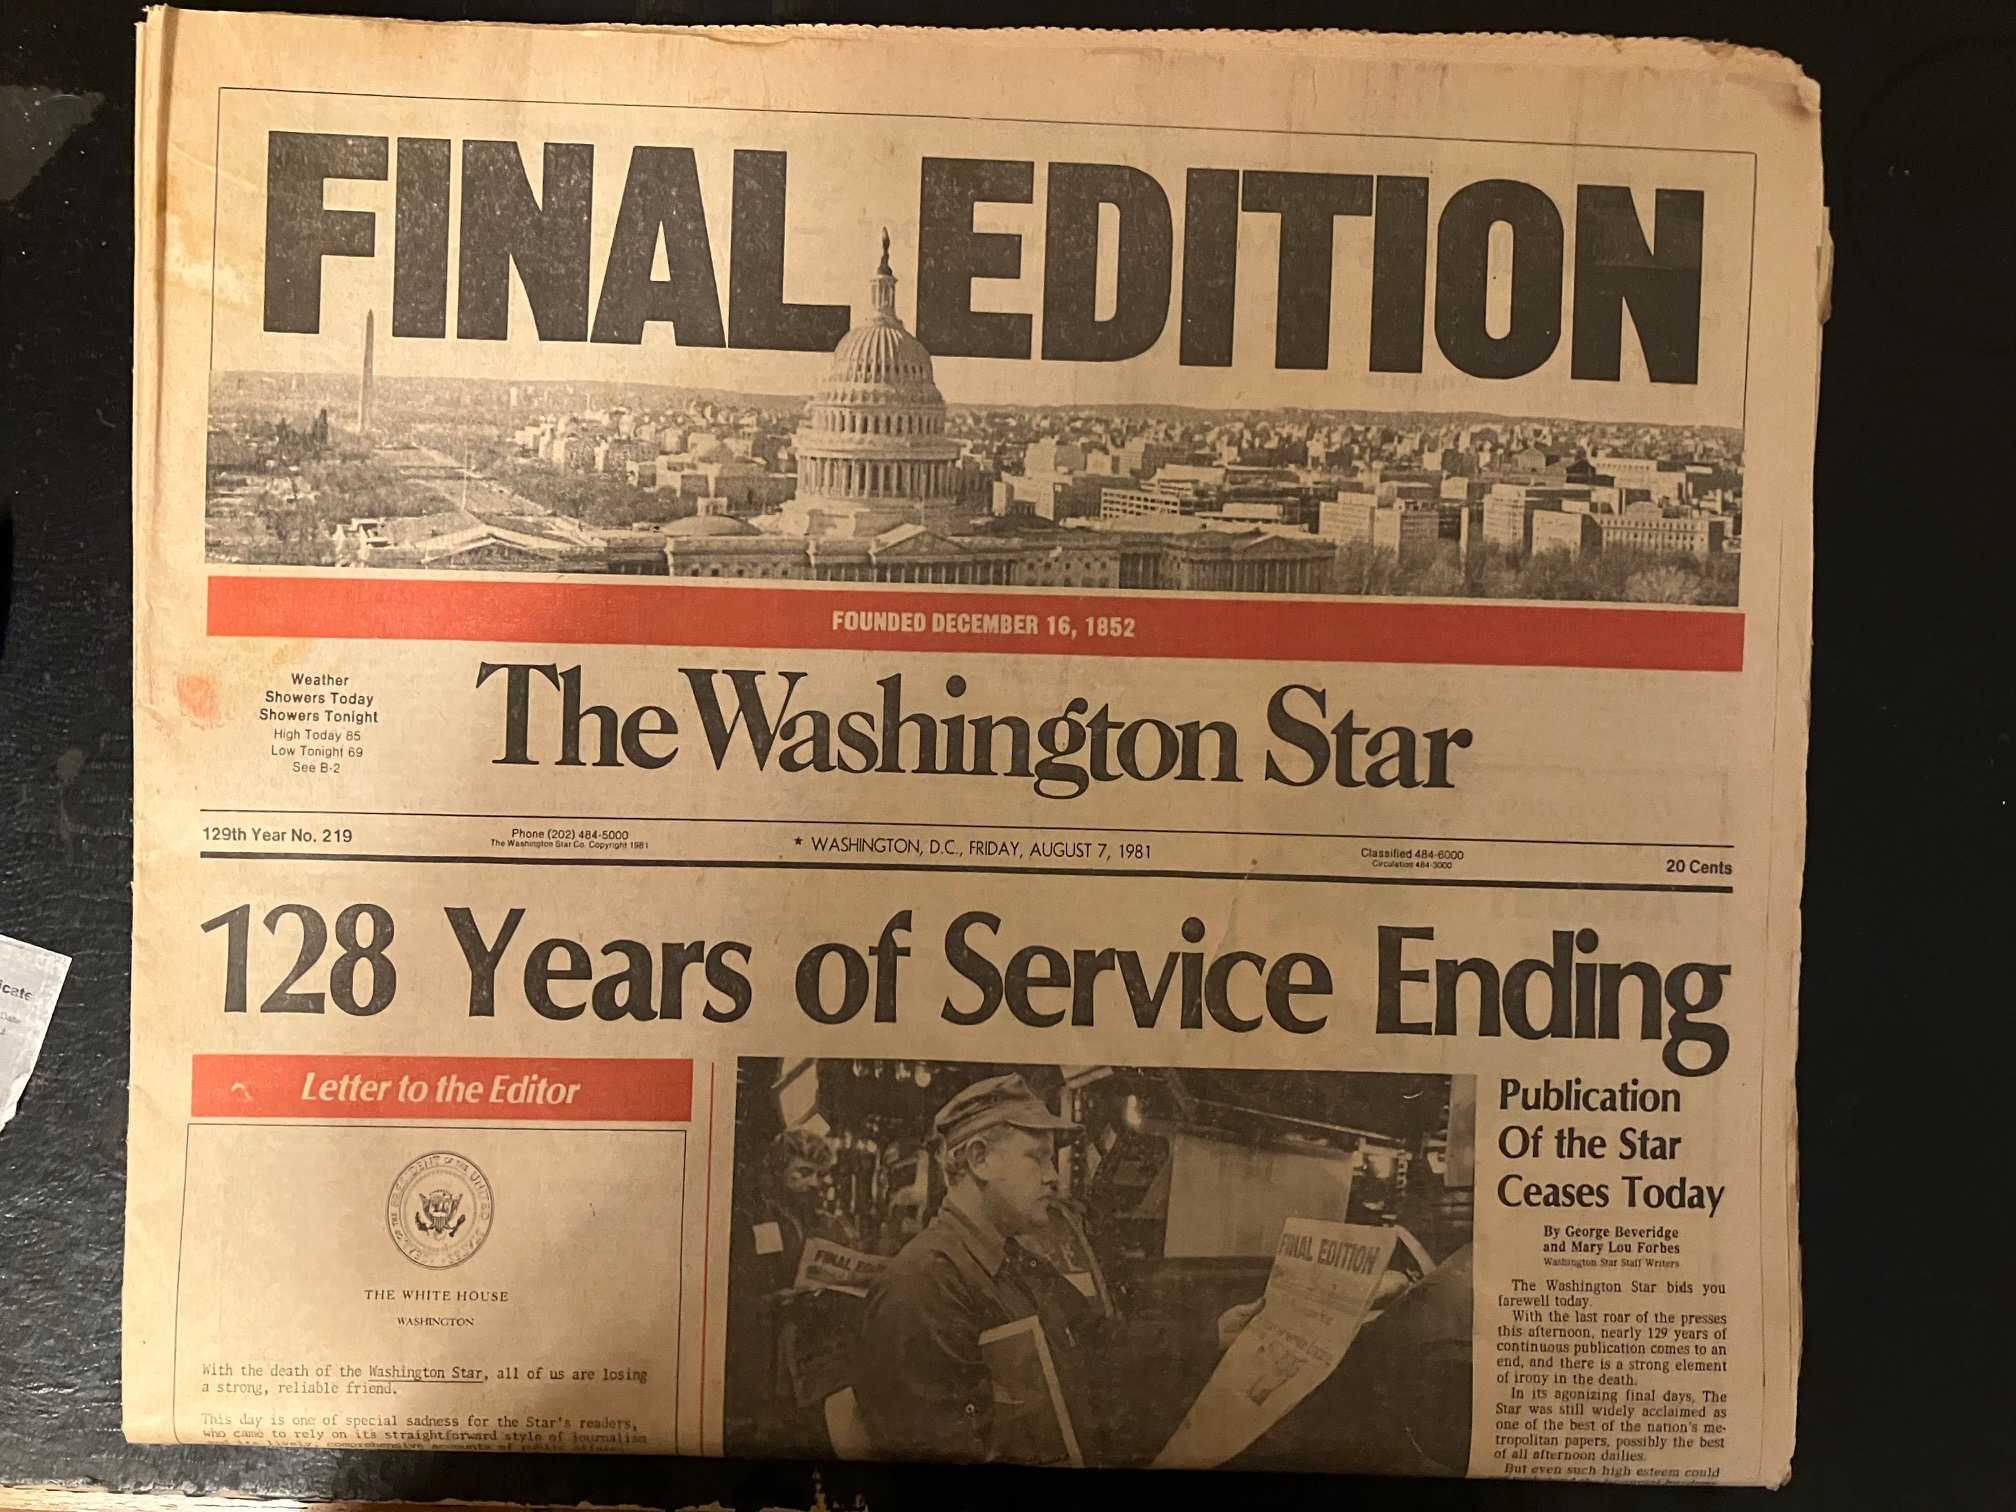 FINAL EDITION
FOUNDED DECEMBER 16, 1852
Weather
Showers Today
Showers Tonight
High Today 85
Low Tonight 69
See B-2
The Washington Star
129th Year No. 219
Phone (202) 484-5000
The Washington Star Co. Copyright 1981
* WASHINGTON, D.C., FRIDAY, AUGUST 7, 1981
Classified 484-6000
Circulation 484-3000
20 Cents
128 Years of Service Ending
Letter to the Editor
THE WHITE HOUSE
WASHINGTON
With the death of the Washington Star, all of us are losing
a strong, reliable friend.
This day is one of special sadness for the Star's readers,
who came to rely on its straightforward style of journalism
and its lively, comprehensive accounts of public affairs.
FINAL
FINAL EDITION
Publication
Of the Star
Ceases Today
By George Beveridge
and Mary Lou Forbes
Washington Star Staff Writers
The Washington Star bids you
farewell today.
With the last roar of the presses
this afternoon, nearly 129 years of
continuous publication comes to an
end, and there is a strong element
of irony in the death.
In its agonizing final days, The
Star was still widely acclaimed as
one of the best of the nation's me-
tropolitan papers, possibly the best
of all afternoon dailies.
But even such high esteem could